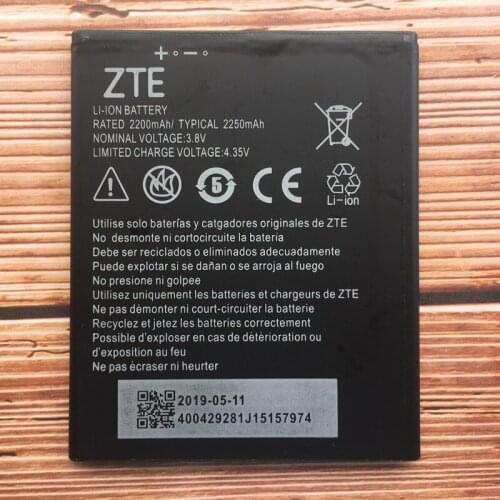 + ∘ − ∘
ZTE
LI-ION BATTERY
RATED 2200mAh/ TYPICAL 2250mAh
NOMINAL VOLTAGE:3.8V
LIMITED CHARGE VOLTAGE:4.35V
5
CE
Li-ion
Utilise solo baterías y catgadores originales de ZTE
No desmonte ni cortocircuite la bateria
Debe ser reciclados o eliminados adecuadamente
Puede explotar si se dañan o se arroja al fuego
No presione ni golpee
Utilisez uniquement les batteries et chargeurs de ZTE
Ne pas dèmonter ni court-circuiter la batterie
Recyclez et jetez les batteries correctement
Possible d'exploser en cas de dètèrioration ou
d'exposition au feu
Ne pas écraser ni heurter
2019-05-11
400429281J15157974